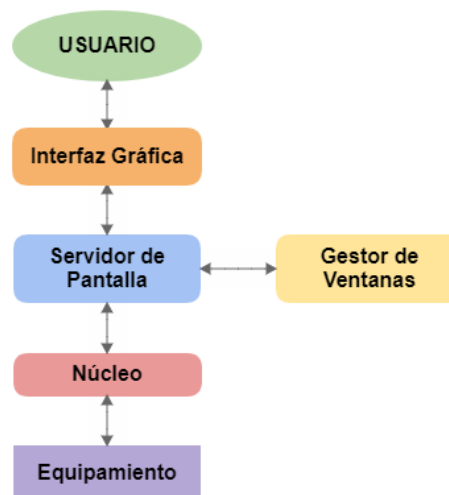 USUARIO
Interfaz Gráfica
Servidor de
Pantalla
Gestor de
Ventanas
Núcleo
Equipamiento